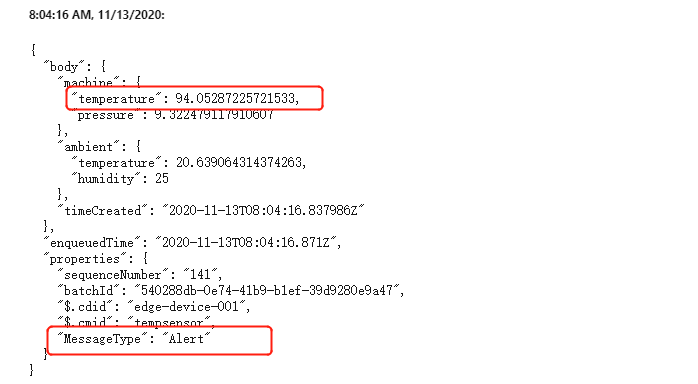 8:04:16 AM, 11/13/2020:
{
"body": {
"machine": {
"temperature": 94.05287225721533,
"pressure": 9.322479117910607
},
"ambient": {
"temperature": 20.639064314374263,
"humidity": 25
},
"timeCreated": "2020-11-13T08:04:16.837986Z"
},
"enqueuedTime": "2020-11-13T08:04:16.871Z",
"properties": {
"sequenceNumber": "141",
"batchId": "540288db-0e74-41b9-b1ef-39d9280e9a47",
"$.cdid": "edge-device-001",
"$.cmid": "tempsensor",
"MessageType": "Alert"
}
}